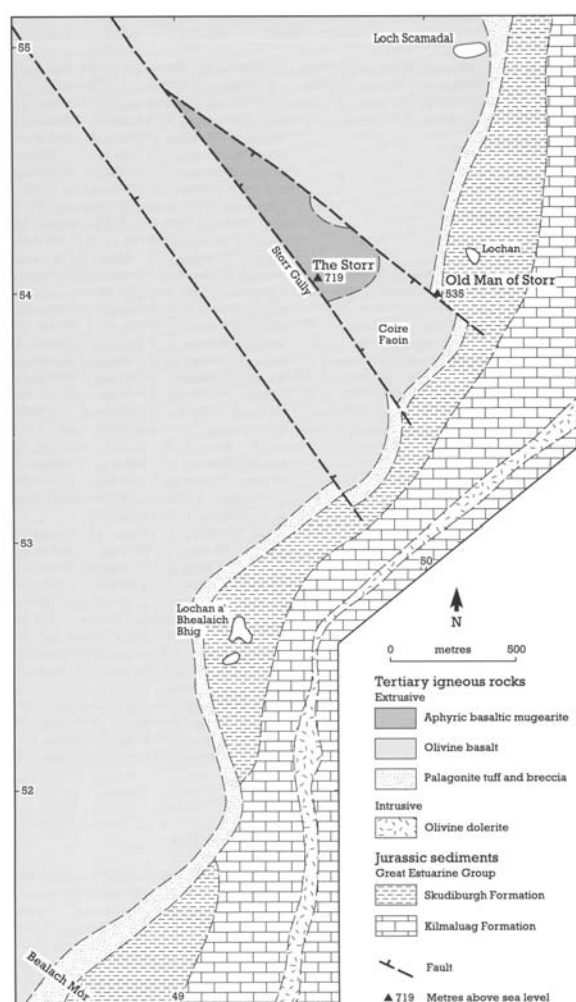 55
Loch Scamadal
Lochan
The Storr
719
Old Man of Storr
535
54
Storr Gully
Coire
Faoin
53
50
N
Lochan a'
Bhealaich
Bhig
0 metres 500
Tertiary igneous rocks
Extrusive
Aphyric basaltic mugearite
Olivine basalt
Palagonite tuff and breccia
52
Intrusive
Olivine dolerite
Jurassic sediments
Great Estuarine Group
Skudiburgh Formation
Kilmaluag Formation
Bealach Mòr
49
Fault
719 Metres above sea level